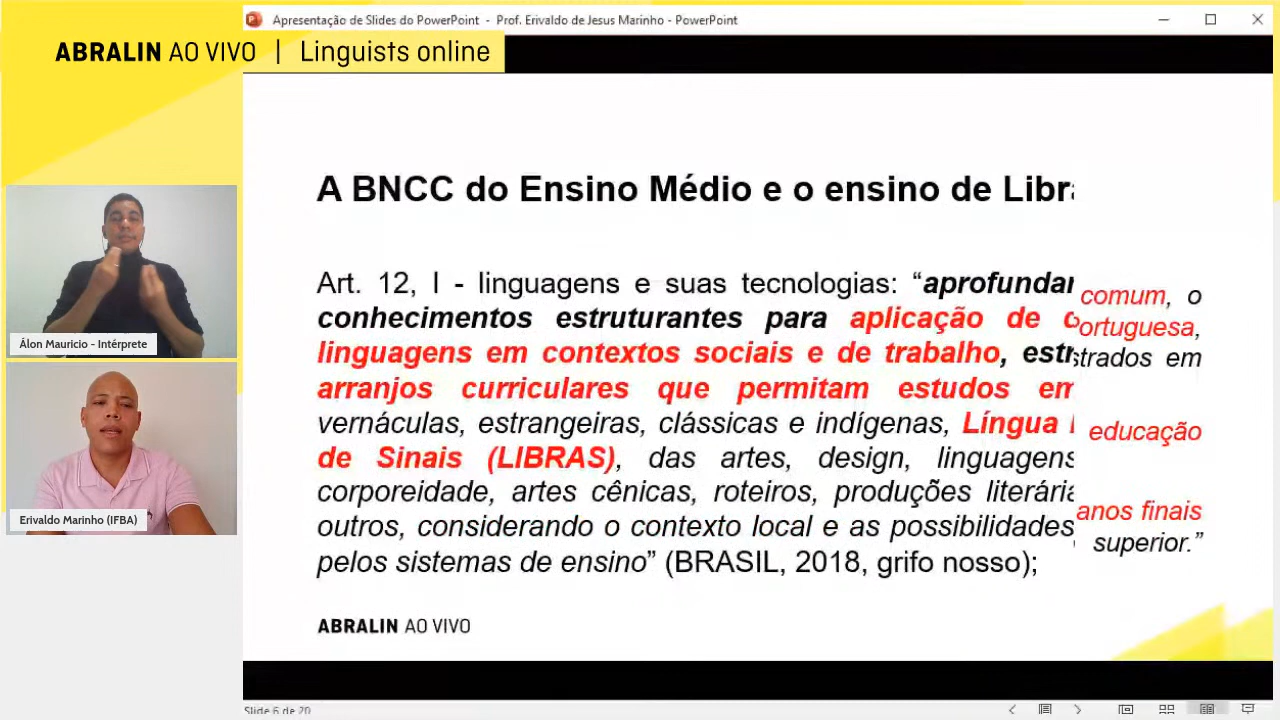 Apresentação de Slides do PowerPoint - Prof. Erivaldo de Jesus Marinho - PowerPoint
ABRALIN AO VIVO | Linguists online
A BNCC do Ensino Médio e o ensino de
Art. 12, I - linguagens e suas tecnologias: “aprofundar
conhecimentos estruturantes para aplicação de
linguagens em contextos sociais e de trabalho,
arranjos curriculares que permitam estudos em
vernáculas, estrangeiras, clássicas e indígenas, Língua
de Sinais (LIBRAS), das artes, design, linguagens
corporeidade, artes cênicas, roteiros, produções
outros, considerando o contexto local e as possibilidades
pelos sistemas de ensino” (BRASIL, 2018, grifo nosso);
comum, o
em
educação
anos finais
superior.”
ABRALIN AO VIVO
Álon Mauricio - Intérprete
Erivaldo Marinho (IFBA)
Slide 6 de 20